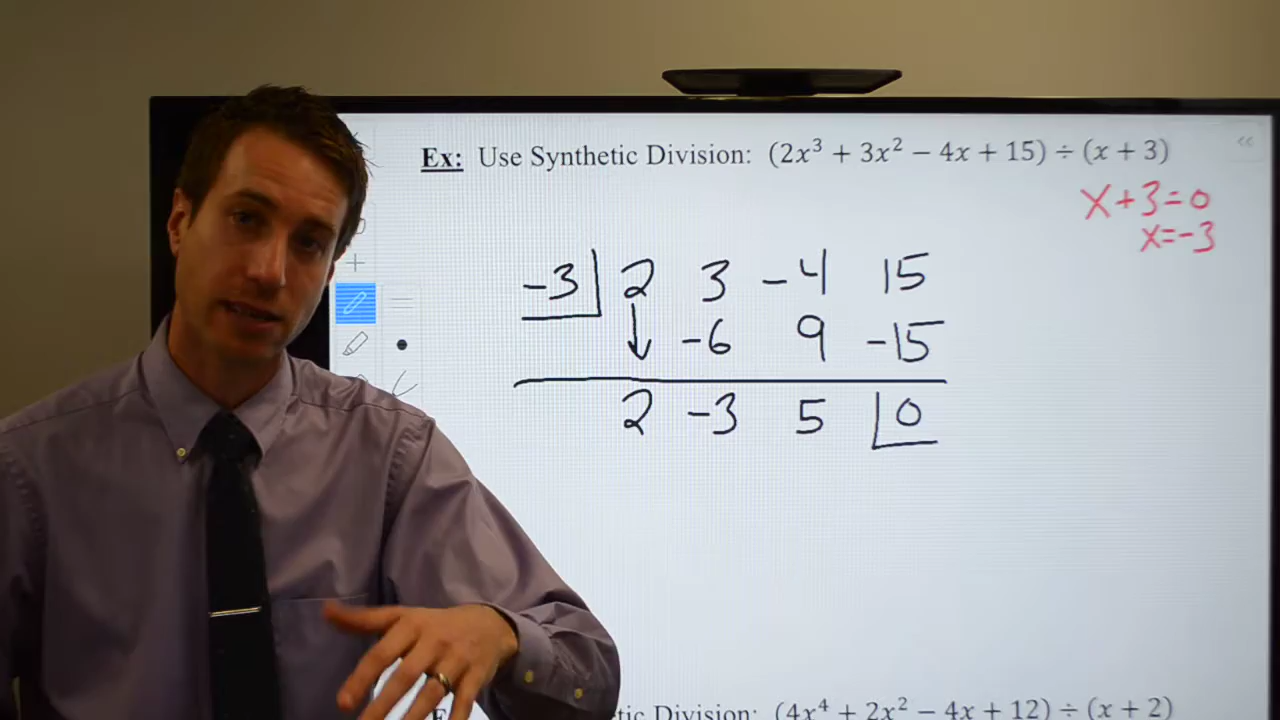 Ex: Use Synthetic Division: (2x³ + 3x² − 4x + 15) ÷ (x + 3)
x+3=0
x=-3
-3 2 3 -4 15
-6 9 -15
2 -3 5 0
Division: (4x⁴ + 2x² − 4x + 12) ÷ (x + 2)